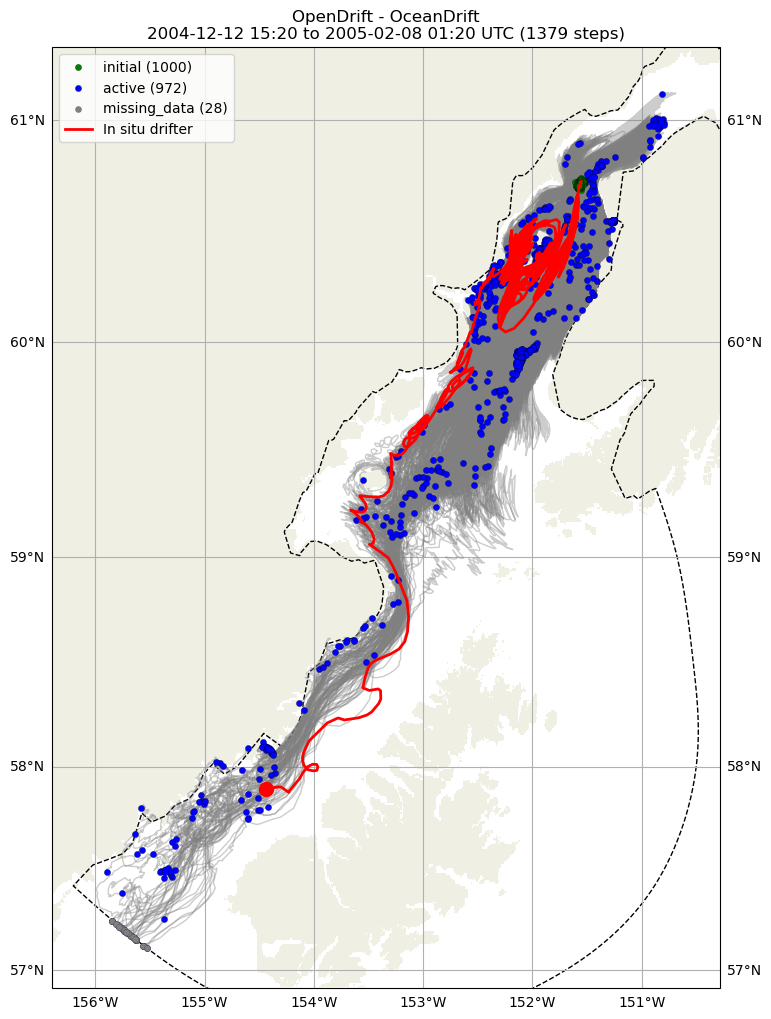 OpenDrift - OceanDrift
2004-12-12 15:20 to 2005-02-08 01:20 UTC (1379 steps)
initial (1000)
active (972)
missing_data (28)
In situ drifter
61°N
61°N
60°N
60°N
59°N
59°N
58°N
58°N
57°N
57°N
156°W
155°W
154°W
153°W
152°W
151°W